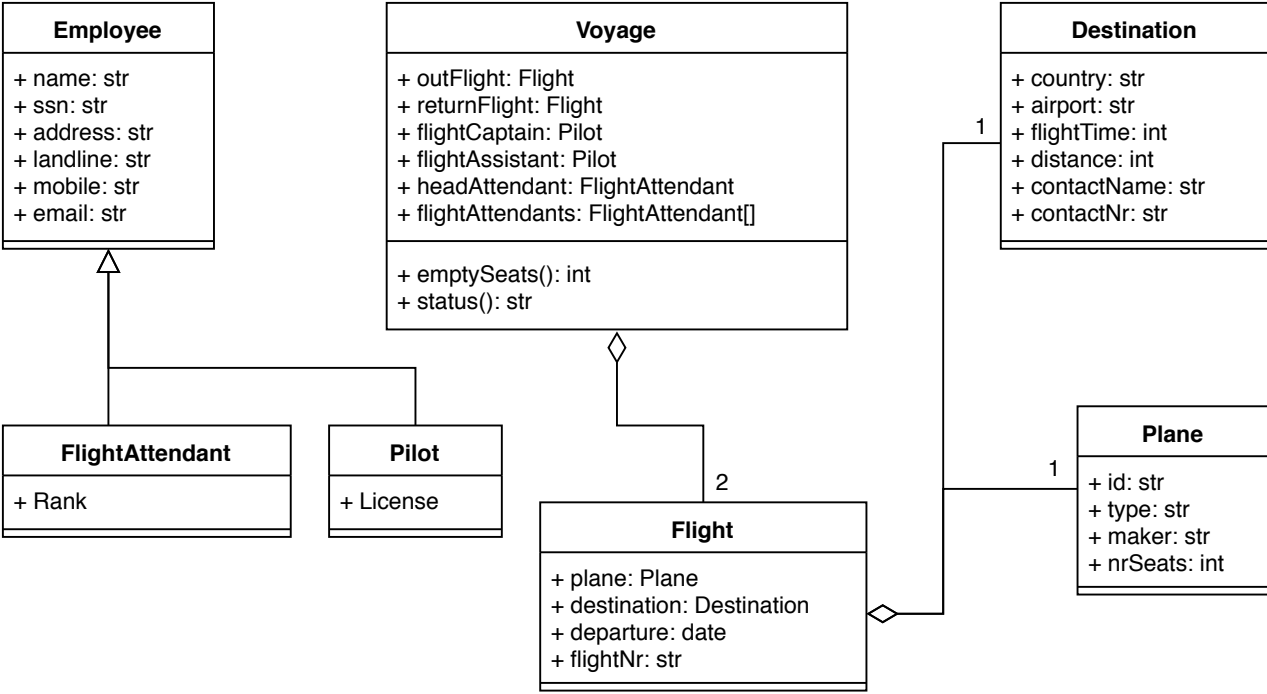 Employee
+ name: str
+ ssn: str
+ address: str
+ landline: str
+ mobile: str
+ email: str
Voyage
+ outFlight: Flight
+ returnFlight: Flight
+ flightCaptain: Pilot
+ flightAssistant: Pilot
+ headAttendant: FlightAttendant
+ flightAttendants: FlightAttendant[]
+ emptySeats(): int
+ status(): str
Destination
+ country: str
+ airport: str
+ flightTime: int
+ distance: int
+ contactName: str
+ contactNr: str
1
FlightAttendant
+ Rank
Pilot
+ License
2
Flight
+ plane: Plane
+ destination: Destination
+ departure: date
+ flightNr: str
1
Plane
+ id: str
+ type: str
+ maker: str
+ nrSeats: int